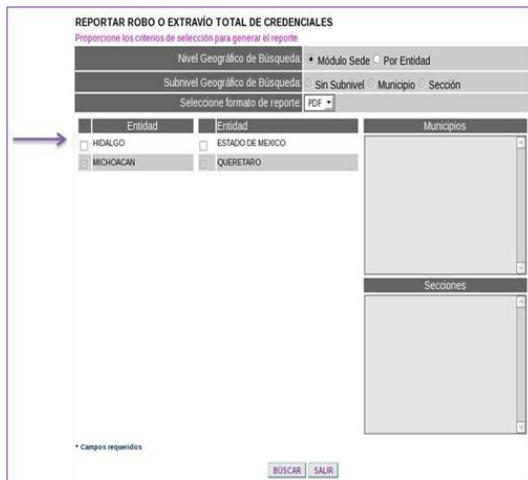 REPORTAR ROBO O EXTRAVÍO TOTAL DE CREDENCIALES
Proporcione los criterios de selección para generar el reporte.
Nivel Geográfico de Búsqueda: Módulo Sede Por Entidad
Subnivel Geográfico de Búsqueda: Sin Subnivel Municipio Sección
Seleccione formato de reporte: PDF
Entidad Entidad Municipios
HIDALGO ESTADO DE MEXICO
MICHOACAN QUERETARO
Secciones
* Campos requeridos
BÚSCAR SALIR